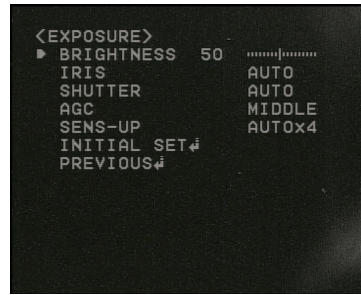 <EXPOSURE>
BRIGHTNESS 50
IRIS AUTO
SHUTTER AUTO
AGC MIDDLE
SENS-UP AUTOx4
INITIAL SET↲
PREVIOUS↲